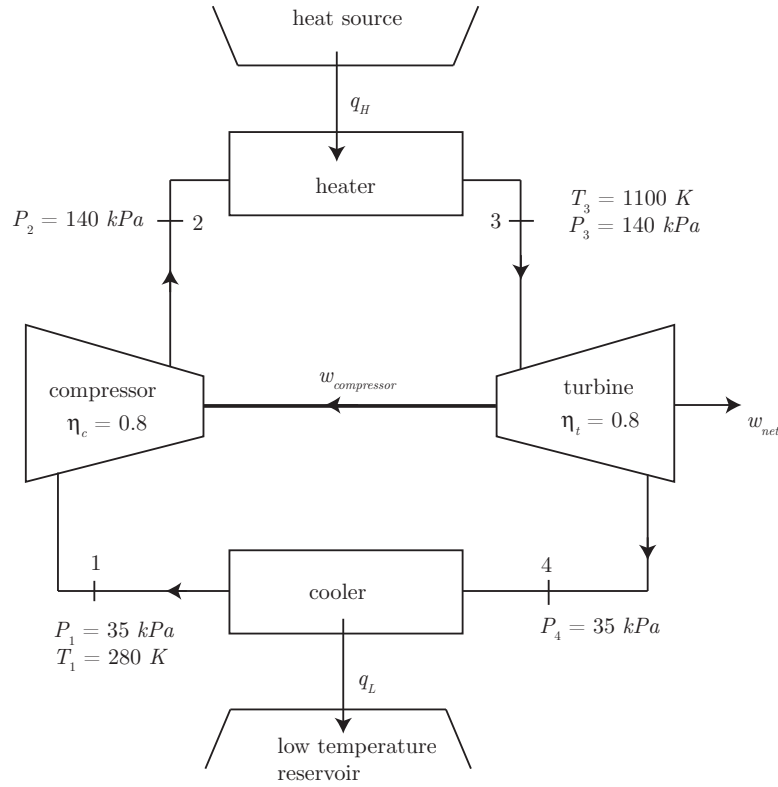 heat source
q_H
heater
P_2 = 140 kPa
2
3
T_3 = 1100 K
P_3 = 140 kPa
compressor
η_c = 0.8
w_compressor
turbine
η_t = 0.8
w_net
1
cooler
4
P_1 = 35 kPa
T_1 = 280 K
P_4 = 35 kPa
q_L
low temperature
reservoir